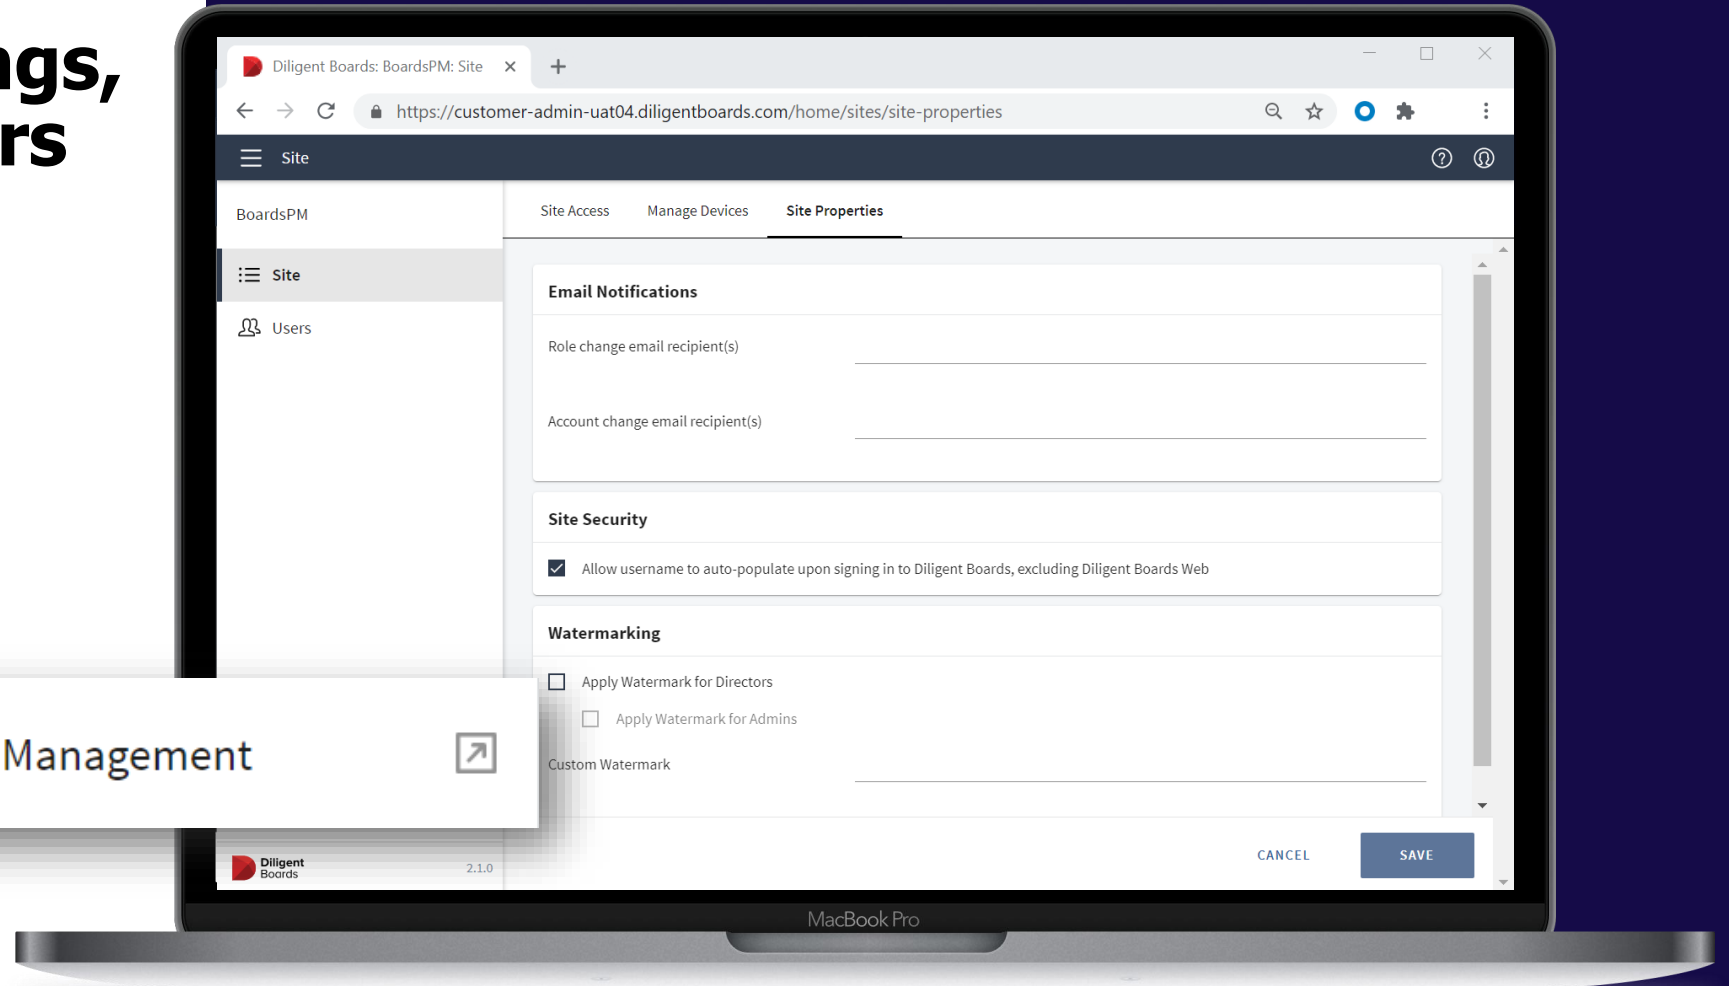 ngs,
rs
Diligent Boards: BoardsPM: Site
https://customer-admin-uat04.diligentboards.com/home/sites/site-properties
Site
BoardsPM
Site Access Manage Devices Site Properties
Site
Users
Email Notifications
Role change email recipient(s)
Account change email recipient(s)
Site Security
Allow username to auto-populate upon signing in to Diligent Boards, excluding Diligent Boards Web
Watermarking
Apply Watermark for Directors
Apply Watermark for Admins
Custom Watermark
Management
CANCEL SAVE
Diligent
Boards
2.1.0
MacBook Pro